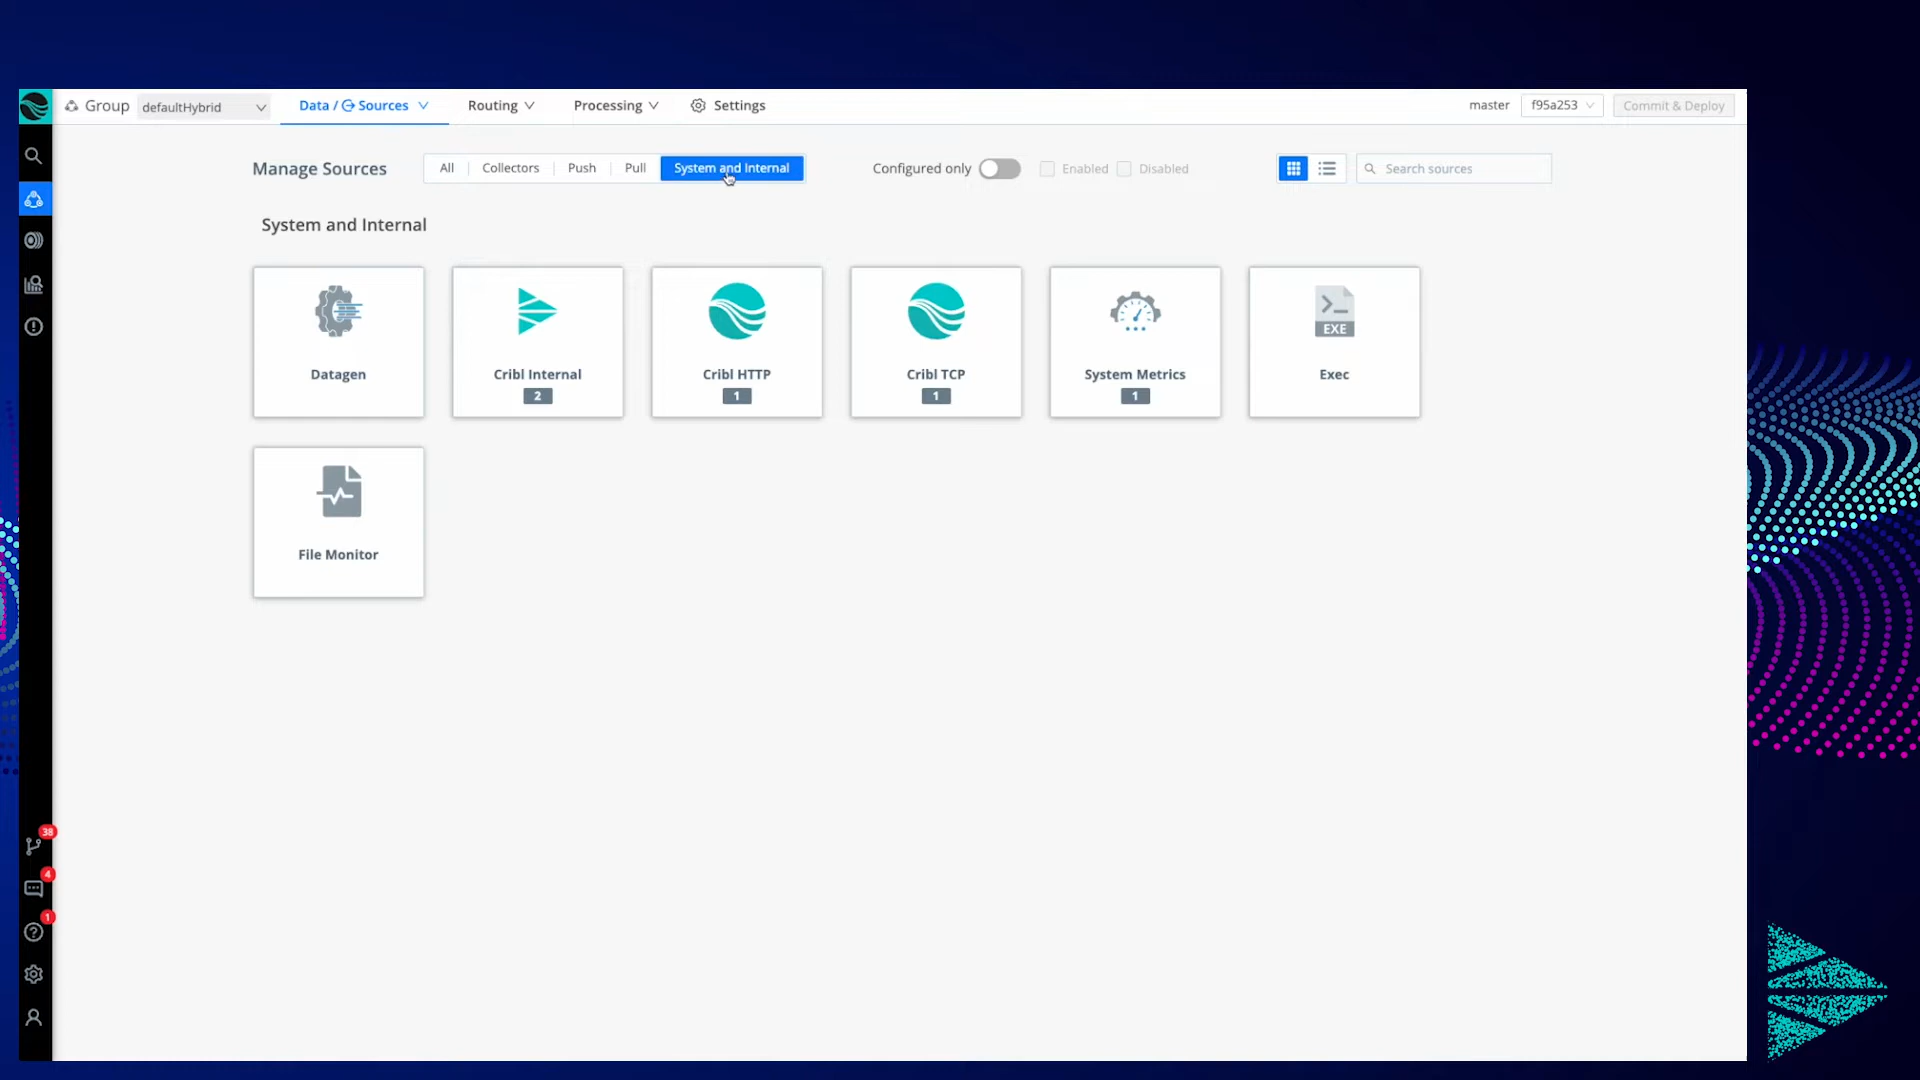 Group defaultHybrid Data / Sources Routing Processing Settings master f95a253 Commit & Deploy
Manage Sources All Collectors Push Pull System and Internal Configured only Enabled Disabled Search sources
System and Internal
Datagen Cribl Internal Cribl HTTP Cribl TCP System Metrics EXE Exec
2 1 1 1
File Monitor
38
4
1